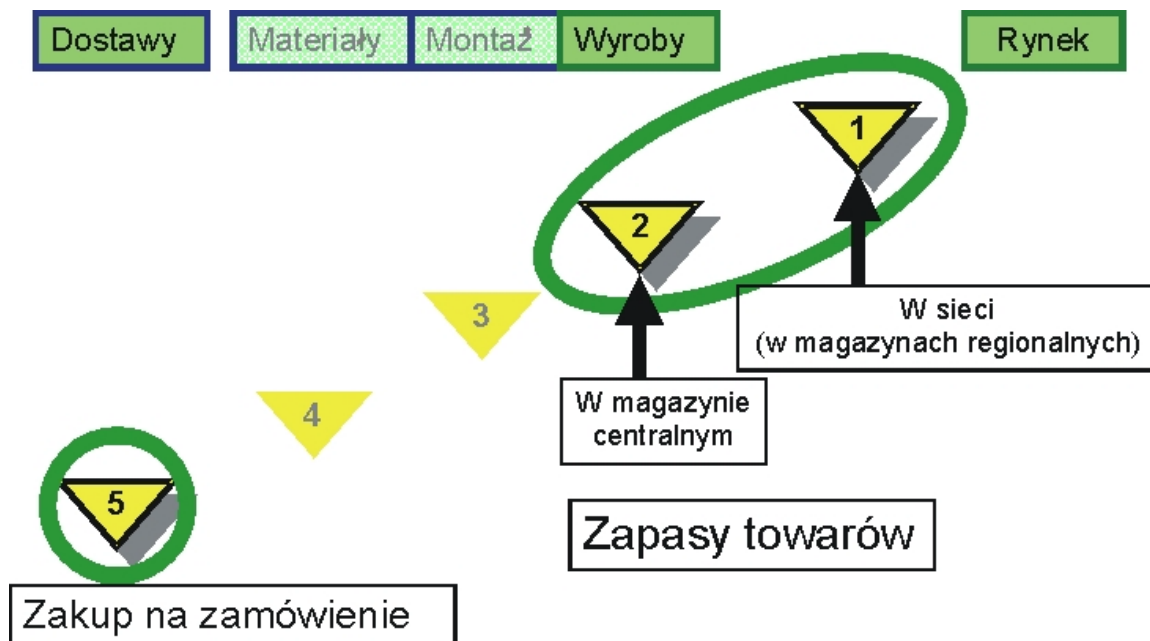 Dostawy
Materiały
Montaż
Wyroby
Rynek
1
2
W sieci
(w magazynach regionalnych)
3
W magazynie
centralnym
4
5
Zapasy towarów
Zakup na zamówienie